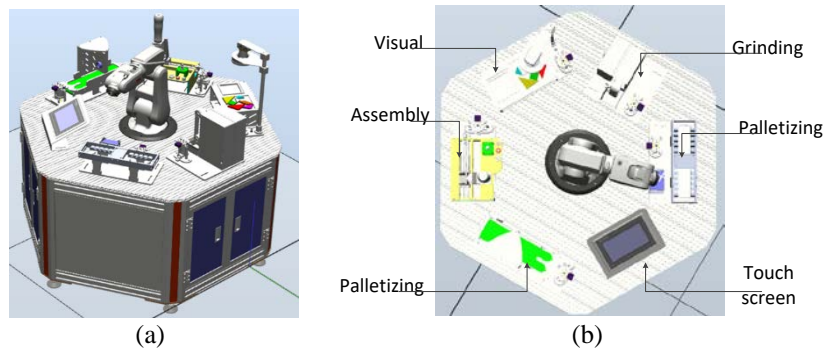 Visual
Grinding
Assembly
Palletizing
Palletizing
Touch
screen
(a)
(b)